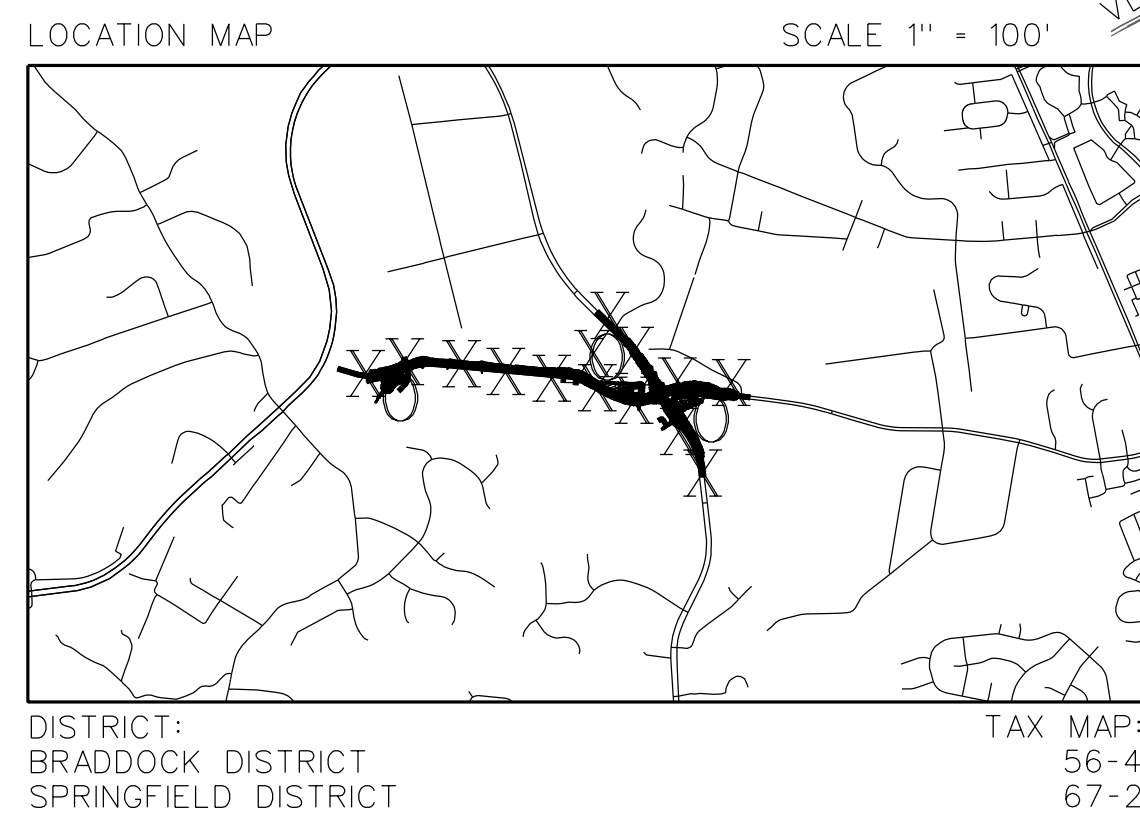 LOCATION MAP
SCALE 1" = 100'
DISTRICT:
BRADDOCK DISTRICT
SPRINGFIELD DISTRICT
TAX MAP:
56-4
67-2